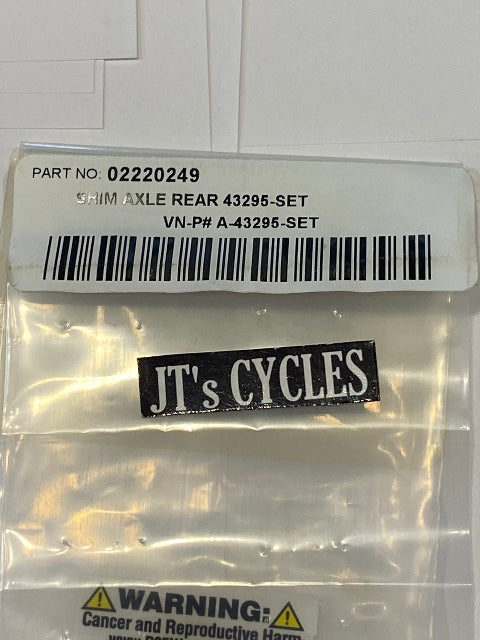 PART NO: 02220249
SHIM AXLE REAR 43295-SET
VN-P# A-43295-SET
JT's CYCLES
WARNING:
Cancer and Reproductive Harm